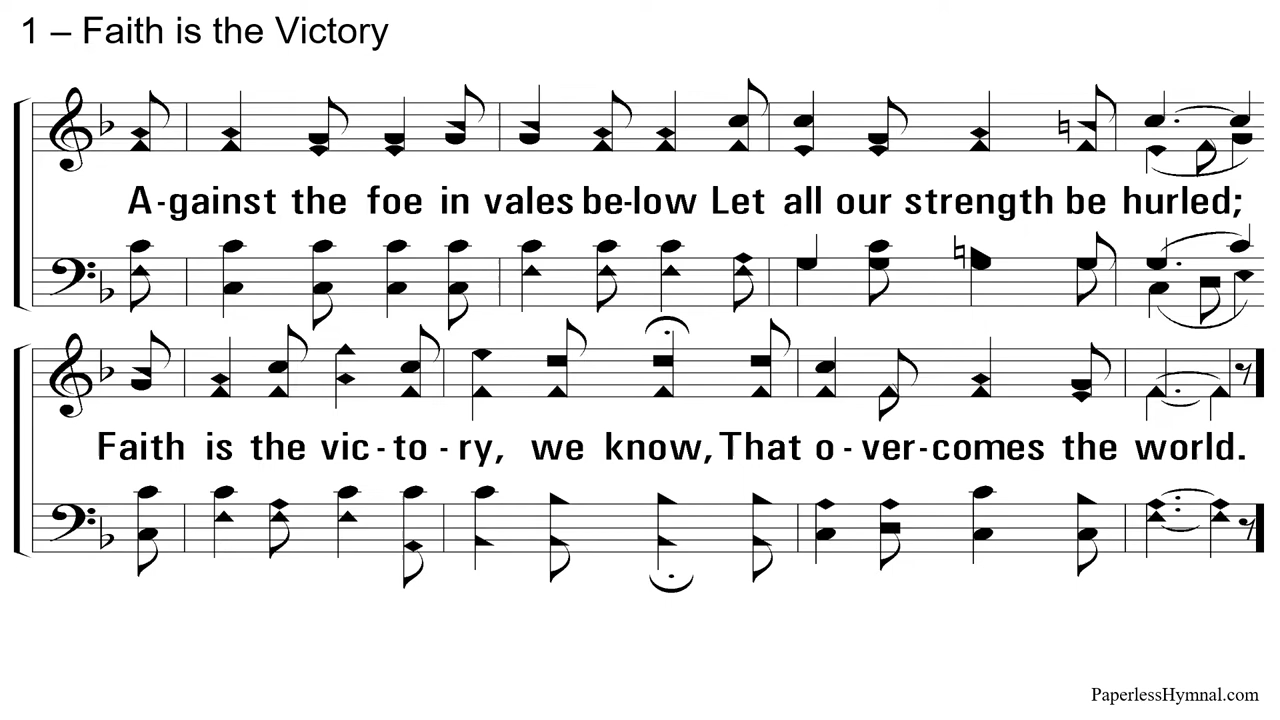 1 – Faith is the Victory
A-gainst the foe in vales be-low Let all our strength be hurled;
Faith is the vic-to-ry, we know, That o-ver-comes the world.
PaperlessHymnal.com